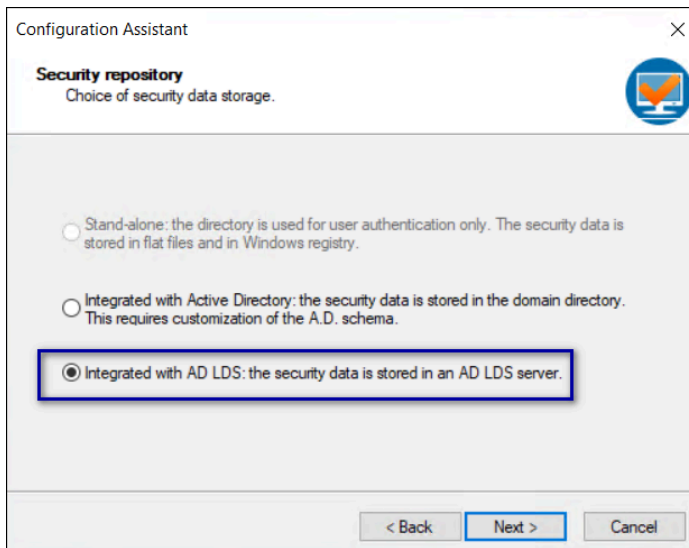 Configuration Assistant
Security repository
Choice of security data storage.
Stand-alone: the directory is used for user authentication only. The security data is
stored in flat files and in Windows registry.
Integrated with Active Directory: the security data is stored in the domain directory.
This requires customization of the A.D. schema.
Integrated with AD LDS: the security data is stored in an AD LDS server.
< Back Next > Cancel